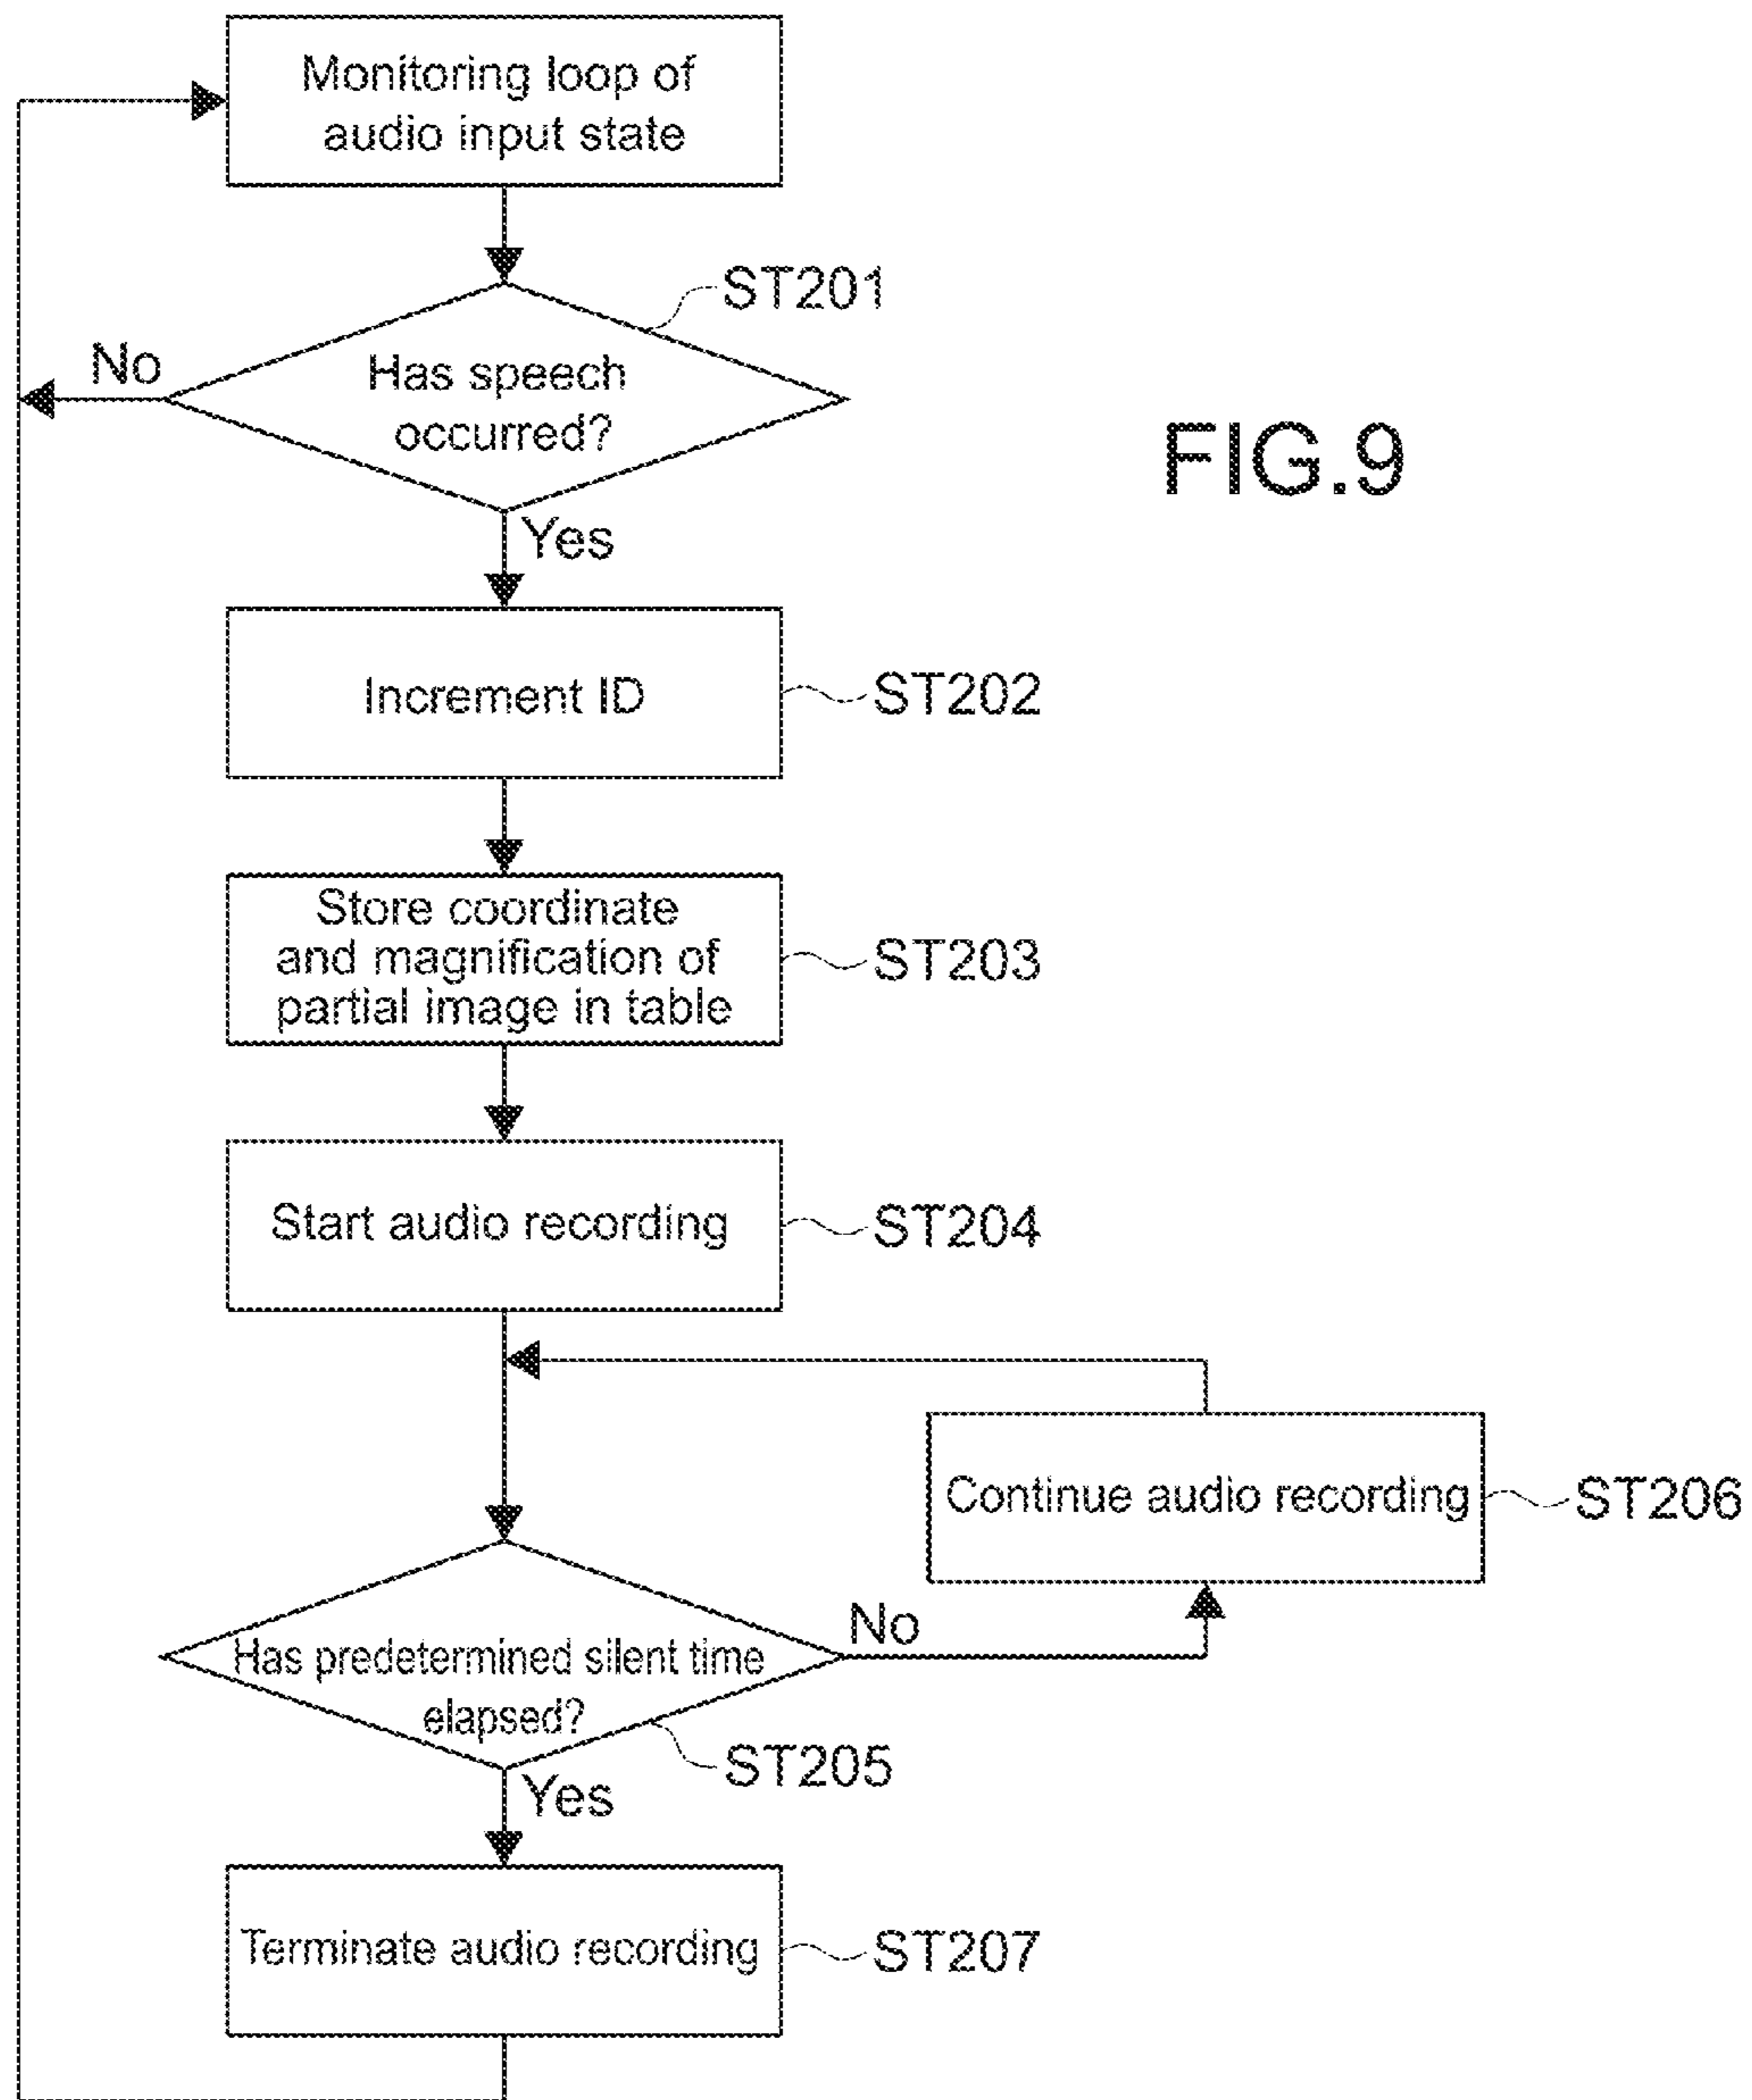 Monitoring loop of
audio input state
ST201
No
Has speech
occurred?
FIG.9
Yes
Increment ID
ST202
Store coordinate
and magnification of
partial image in table
ST203
Start audio recording
ST204
Continue audio recording
ST206
No
Has predetermined silent time
elapsed?
ST205
Yes
Terminate audio recording
ST207